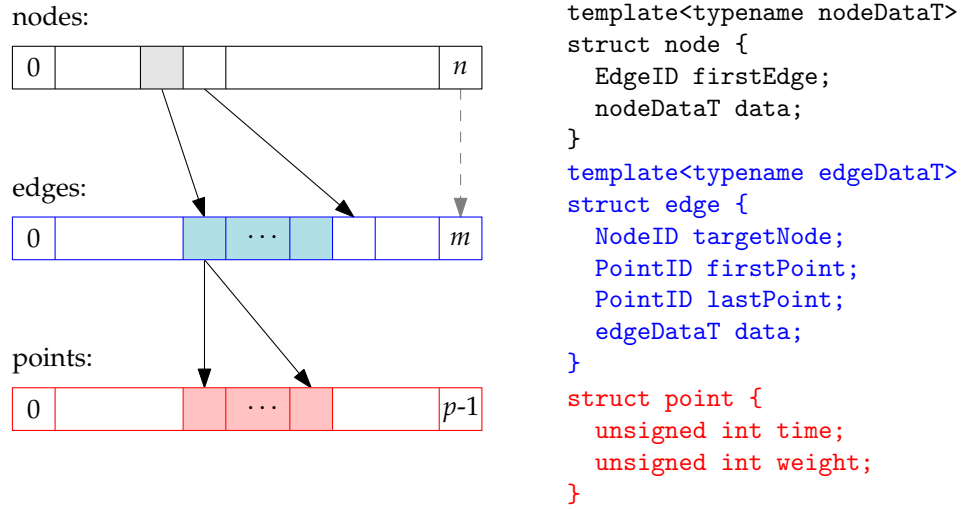 nodes:
0 n
edges:
0 ··· m
points:
0 ··· p-1
template<typename nodeDataT>
struct node {
  EdgeID firstEdge;
  nodeDataT data;
}
template<typename edgeDataT>
struct edge {
  NodeID targetNode;
  PointID firstPoint;
  PointID lastPoint;
  edgeDataT data;
}
struct point {
  unsigned int time;
  unsigned int weight;
}